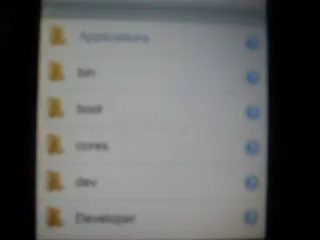 Applications
bin
boot
cores
dev
Developer